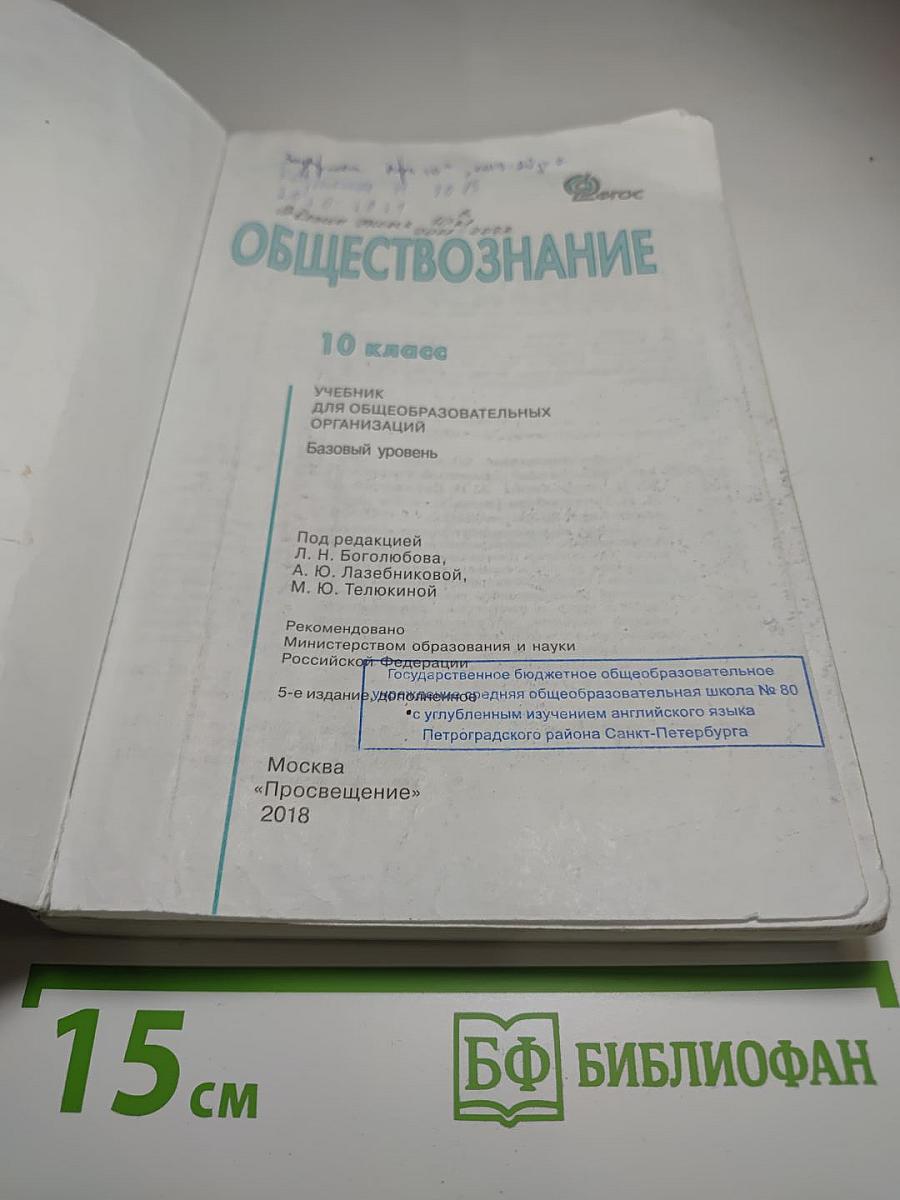 ФГОС
ОБЩЕСТВОЗНАНИЕ
10 класс
УЧЕБНИК
ДЛЯ ОБЩЕОБРАЗОВАТЕЛЬНЫХ
ОРГАНИЗАЦИЙ
Базовый уровень
Под редакцией
Л. Н. Боголюбова,
А. Ю. Лазебниковой,
М. Ю. Телюкиной
Рекомендовано
Министерством образования и науки
Российской Федерации
5-е издание, дополненное
Государственное бюджетное общеобразовательное
учреждение средняя общеобразовательная школа № 80
с углубленным изучением английского языка
Петроградского района Санкт-Петербурга
Москва
«Просвещение»
2018
15 см
БФ БИБЛИОФАН